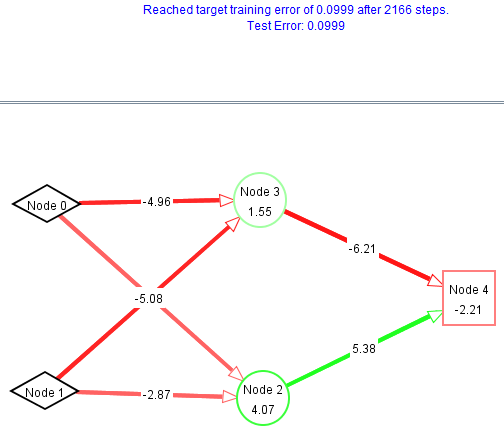 Reached target training error of 0.0999 after 2166 steps.
Test Error: 0.0999
Node 3
1.55
Node 0
-4.96
-6.21
Node 4
-2.21
-5.08
5.38
Node 1
-2.87
Node 2
4.07